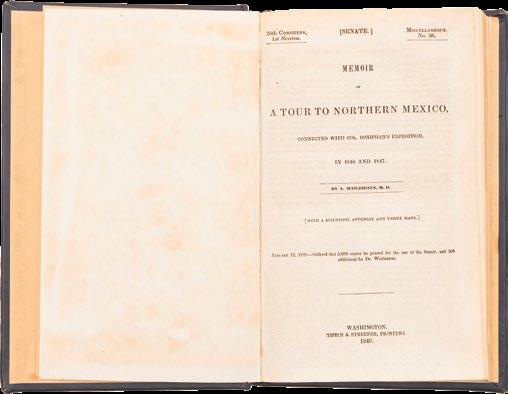 30th Congress, [SENATE.] Miscellaneous.
1st Session. No. 26.
MEMOIR
OF
A TOUR TO NORTHERN MEXICO,
CONNECTED WITH COL. DONIPHAN'S EXPEDITION,
IN 1846 AND 1847.
BY A. WISLIZENUS, M. D.
[WITH A SCIENTIFIC APPENDIX AND THREE MAPS.]
January 13, 1848.—Ordered that 5,000 copies be printed for the use of the Senate, and 200
additional for Dr. Wislizenus.
WASHINGTON:
TIPPIN & STREEPER, PRINTERS.
1848.